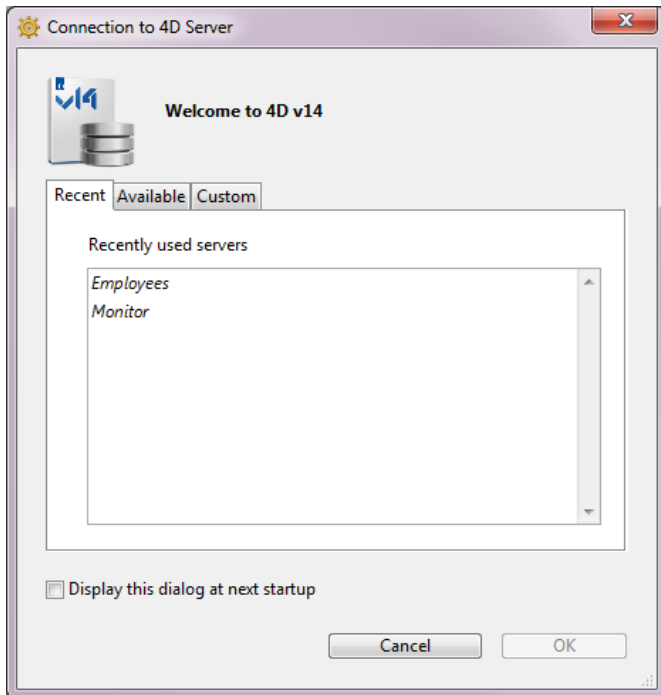 Connection to 4D Server
v14
Welcome to 4D v14
Recent Available Custom
Recently used servers
Employees
Monitor
Display this dialog at next startup
Cancel OK